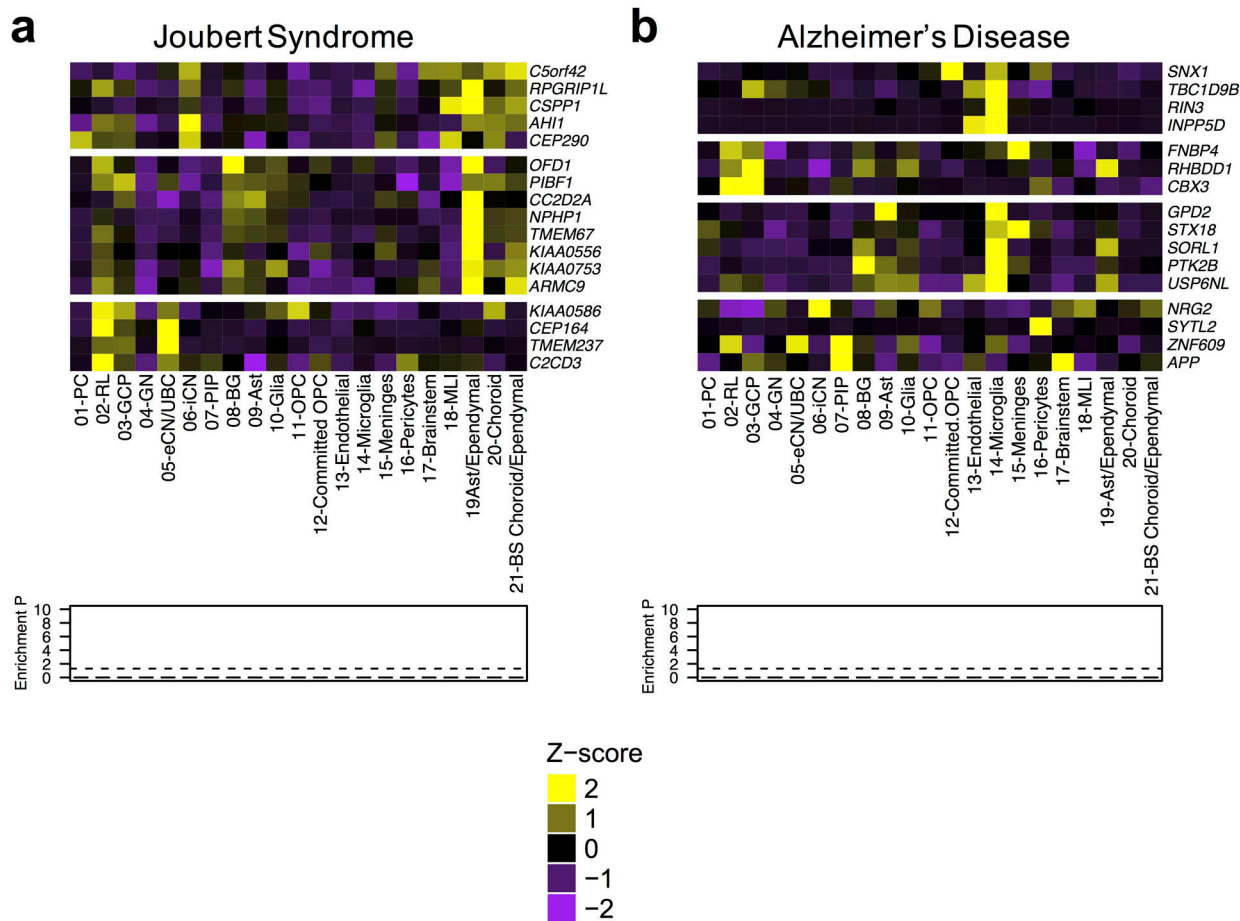 a
Joubert Syndrome
C5orf42
RPGRIP1L
CSPP1
AHI1
CEP290
OFD1
PIBF1
CC2D2A
NPHP1
TMEM67
KIAA0556
KIAA0753
ARMC9
KIAA0586
CEP164
TMEM237
C2CD3
01-PC
02-RL
03-GCP
04-GN
05-eCN/UBC
06-iCN
07-PIP
08-BG
09-Ast
10-Glia
11-OPC
12-Committed OPC
13-Endothelial
14-Microglia
15-Meninges
16-Pericytes
17-Brainstem
18-MLI
19Ast/Ependymal
20-Choroid
21-BS Choroid/Ependymal
Enrichment P
10
8
6
4
2
0
b
Alzheimer's Disease
SNX1
TBC1D9B
RIN3
INPP5D
FNBP4
RHBDD1
CBX3
GPD2
STX18
SORL1
PTK2B
USP6NL
NRG2
SYTL2
ZNF609
APP
01-PC
02-RL
03-GCP
04-GN
05-eCN/UBC
06-iCN
07-PIP
08-BG
09-Ast
10-Glia
11-OPC
12-Committed.OPC
13-Endothelial
14-Microglia
15-Meninges
16-Pericytes
17-Brainstem
18-MLI
19-Ast/Ependymal
20-Choroid
21-BS Choroid/Ependymal
Enrichment P
10
8
6
4
2
0
Z−score
2
1
0
−1
−2